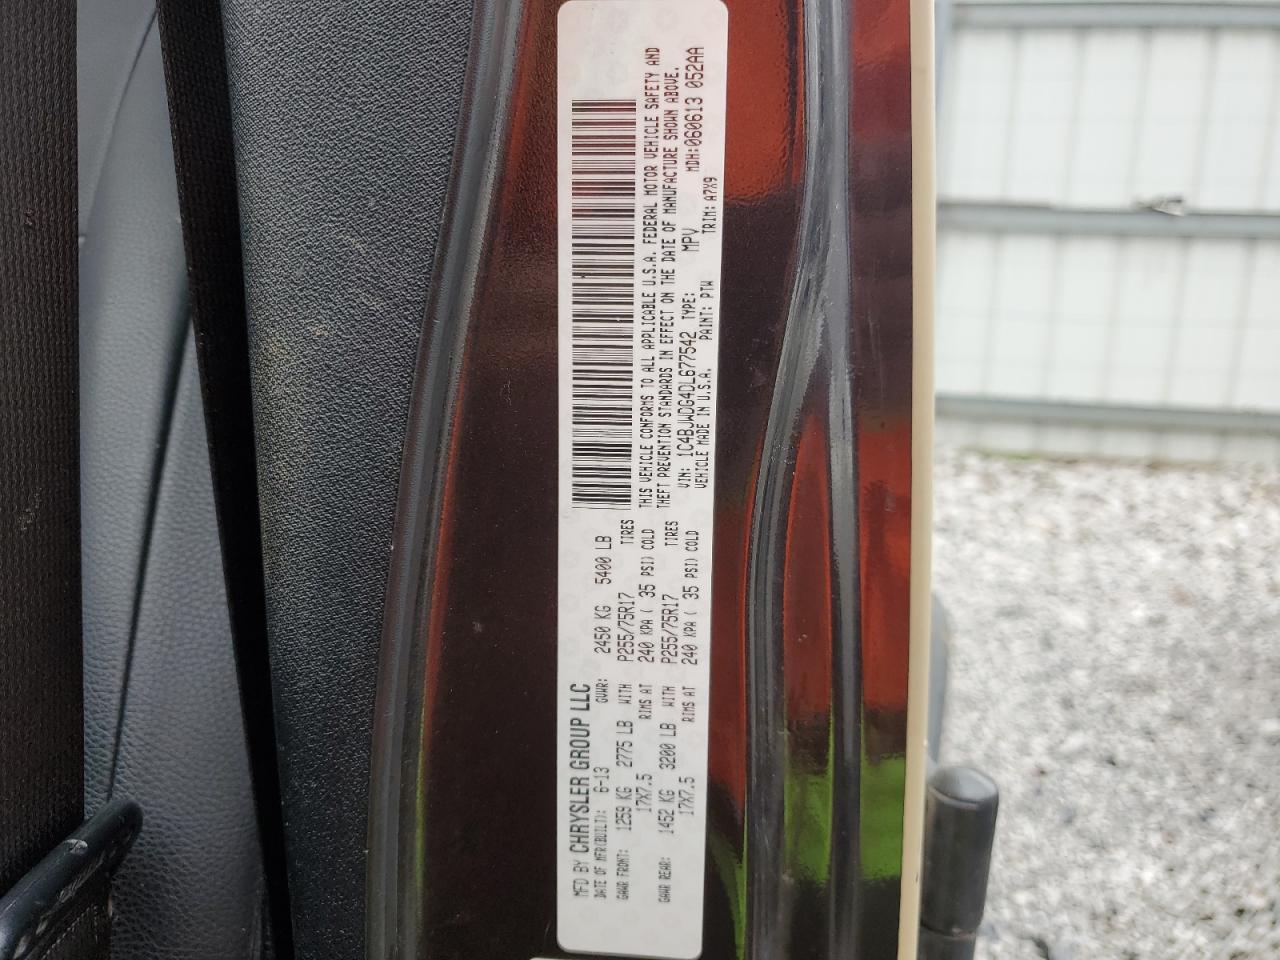 MFD BY CHRYSLER GROUP LLC
DATE OF MFR(BUILT): 6-13 GVWR: 2450 KG 5400 LB
GAWR FRONT: 1259 KG 2775 LB WITH P255/75R17 TIRES
17X7.5 RIMS AT 240 KPA ( 35 PSI) COLD
GAWR REAR: 1452 KG 3200 LB WITH P255/75R17 TIRES
17X7.5 RIMS AT 240 KPA ( 35 PSI) COLD
THIS VEHICLE CONFORMS TO ALL APPLICABLE U.S.A. FEDERAL MOTOR VEHICLE SAFETY AND
THEFT PREVENTION STANDARDS IN EFFECT ON THE DATE OF MANUFACTURE SHOWN ABOVE.
VIN: 1C4BJWDG4DL677542 TYPE: MPV MDH:060613 052AA
VEHICLE MADE IN U.S.A. PAINT: PTW TRIM: A7X9